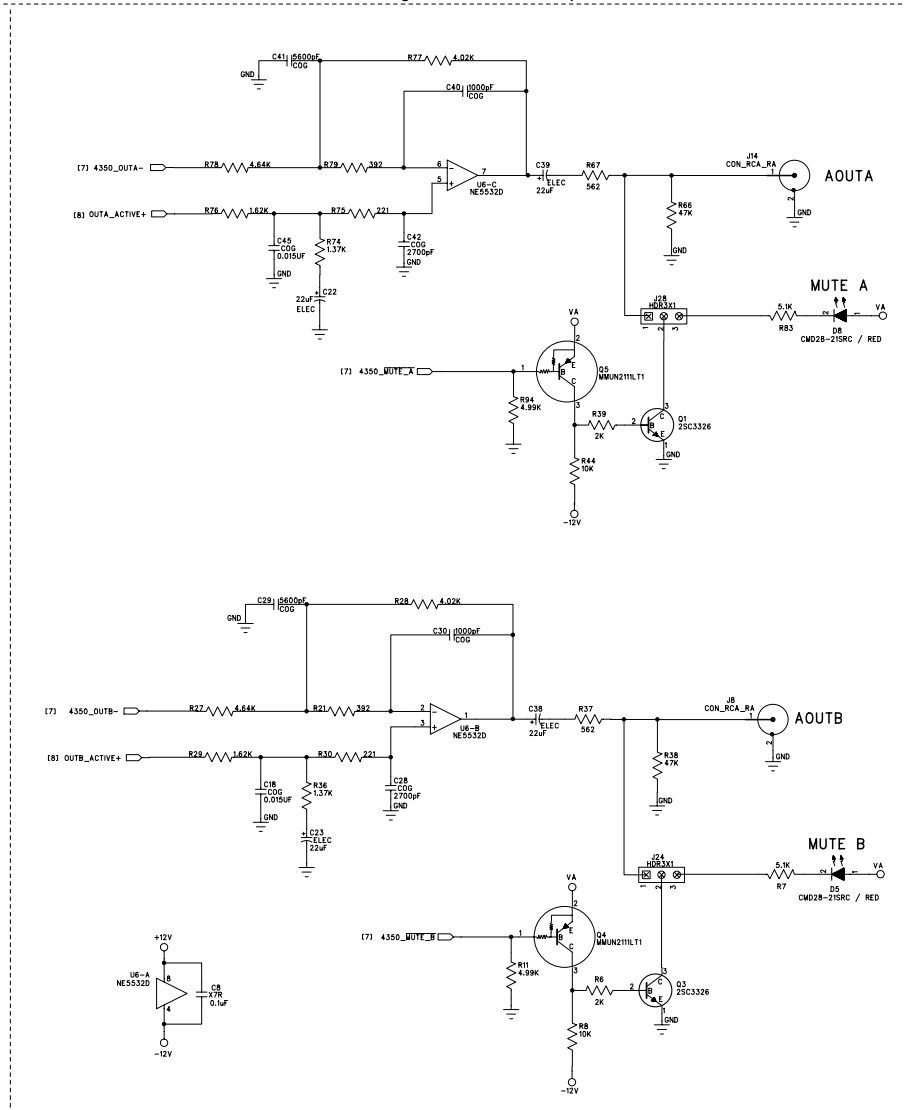 C41 5600pF
COG
GND
R77 4.02K
C40 1000pF
COG
[7] 4350_OUTA-
R78 4.64K
R79 392
6
5
7
U6-C
NE5532D
C39
ELEC
22uF
R67
562
J14
CON_RCA_RA
1
2
GND
AOUTA
[8] OUTA_ACTIVE+
R76 1.62K
R75 221
C45
COG
0.015UF
GND
R74
1.37K
C42
COG
2700pF
GND
22uF C22
ELEC
R66
47K
GND
J28
HDR3X1
1 2 3
MUTE A
5.1K
R83
2 1
VA
D8
CMD28-21SRC / RED
VA
2
E
B
C
1
3
Q5
MMUN2111LT1
[7] 4350_MUTE_A
R94
4.99K
R39
2K
2
B
C
E
3
1
Q1
2SC3326
GND
R44
10K
-12V
C29 5600pF
COG
GND
R28 4.02K
C30 1000pF
COG
[7] 4350_OUTB-
R27 4.64K
R21 392
2
3
1
U6-B
NE5532D
C38
ELEC
22uF
R37
562
J8
CON_RCA_RA
1
2
GND
AOUTB
[8] OUTB_ACTIVE+
R29 1.62K
R30 221
C18
COG
0.015UF
GND
R36
1.37K
C28
COG
2700pF
GND
C23
ELEC
22uF
R38
47K
GND
J24
HDR3X1
1 2 3
MUTE B
5.1K
R7
2 1
VA
D5
CMD28-21SRC / RED
VA
2
E
B
C
1
3
Q4
MMUN2111LT1
[7] 4350_MUTE_B
R11
4.99K
R6
2K
2
B
C
E
3
1
Q3
2SC3326
GND
R8
10K
-12V
+12V
U6-A
NE5532D
8
4
C8
X7R
0.1uF
-12V